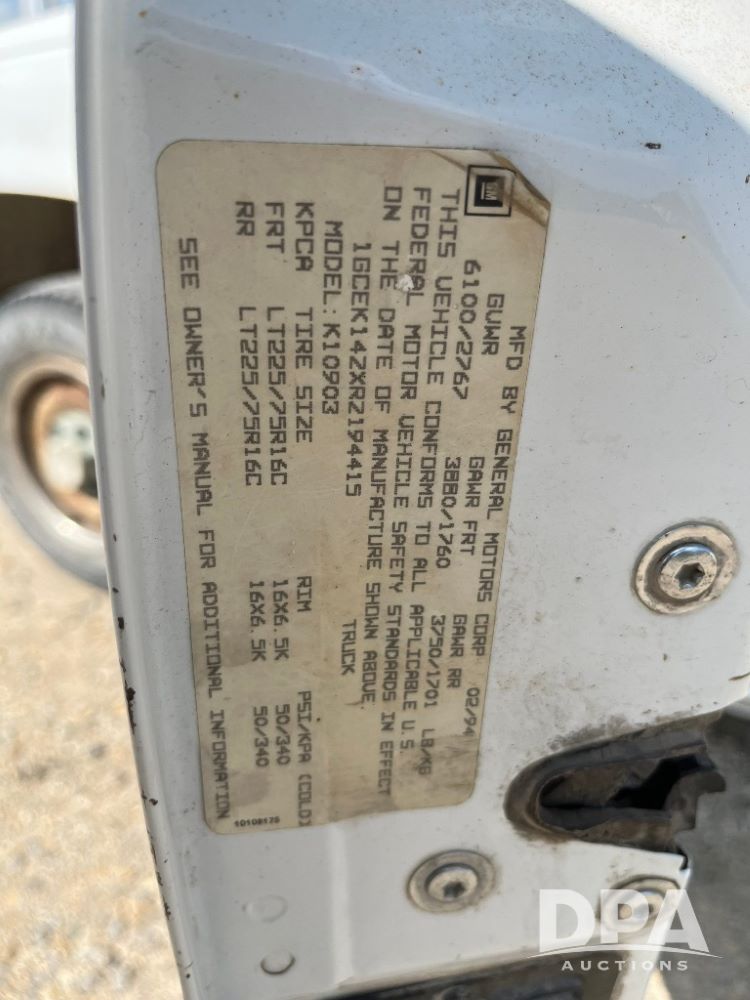 GM
MFD BY GENERAL MOTORS CORP 02/94
GVWR GAWR FRT GAWR RR
6100/2767 3880/1760 3750/1701 LB/KG
THIS VEHICLE CONFORMS TO ALL APPLICABLE U.S.
FEDERAL MOTOR VEHICLE SAFETY STANDARDS IN EFFECT
ON THE DATE OF MANUFACTURE SHOWN ABOVE.
1GCEK14ZXRZ194415 TRUCK
MODEL: K10903
KPCA TIRE SIZE RIM PSI/KPA (COLD)
FRT LT225/75R16C 16X6.5K 50/340
RR LT225/75R16C 16X6.5K 50/340
SEE OWNER'S MANUAL FOR ADDITIONAL INFORMATION
DPA
AUCTIONS